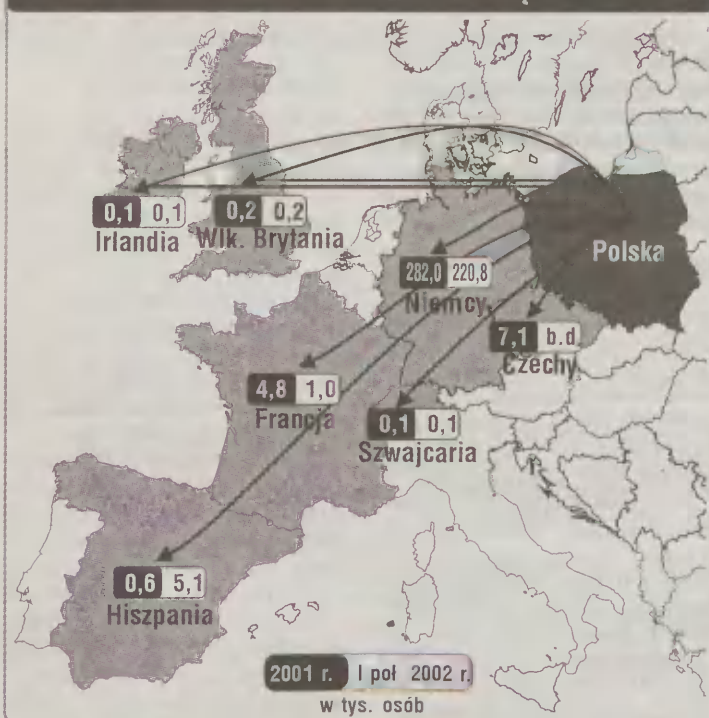 0,1 0,1
Irlandia
0,2 0,2
Wlk. Brytania
Polska
282,0 220,8
Niemcy
7,1 b.d.
Czechy
4,8 1,0
Francja
0,1 0,1
Szwajcaria
0,6 5,1
Hiszpania
2001 r. I poł 2002 r.
w tys. osób